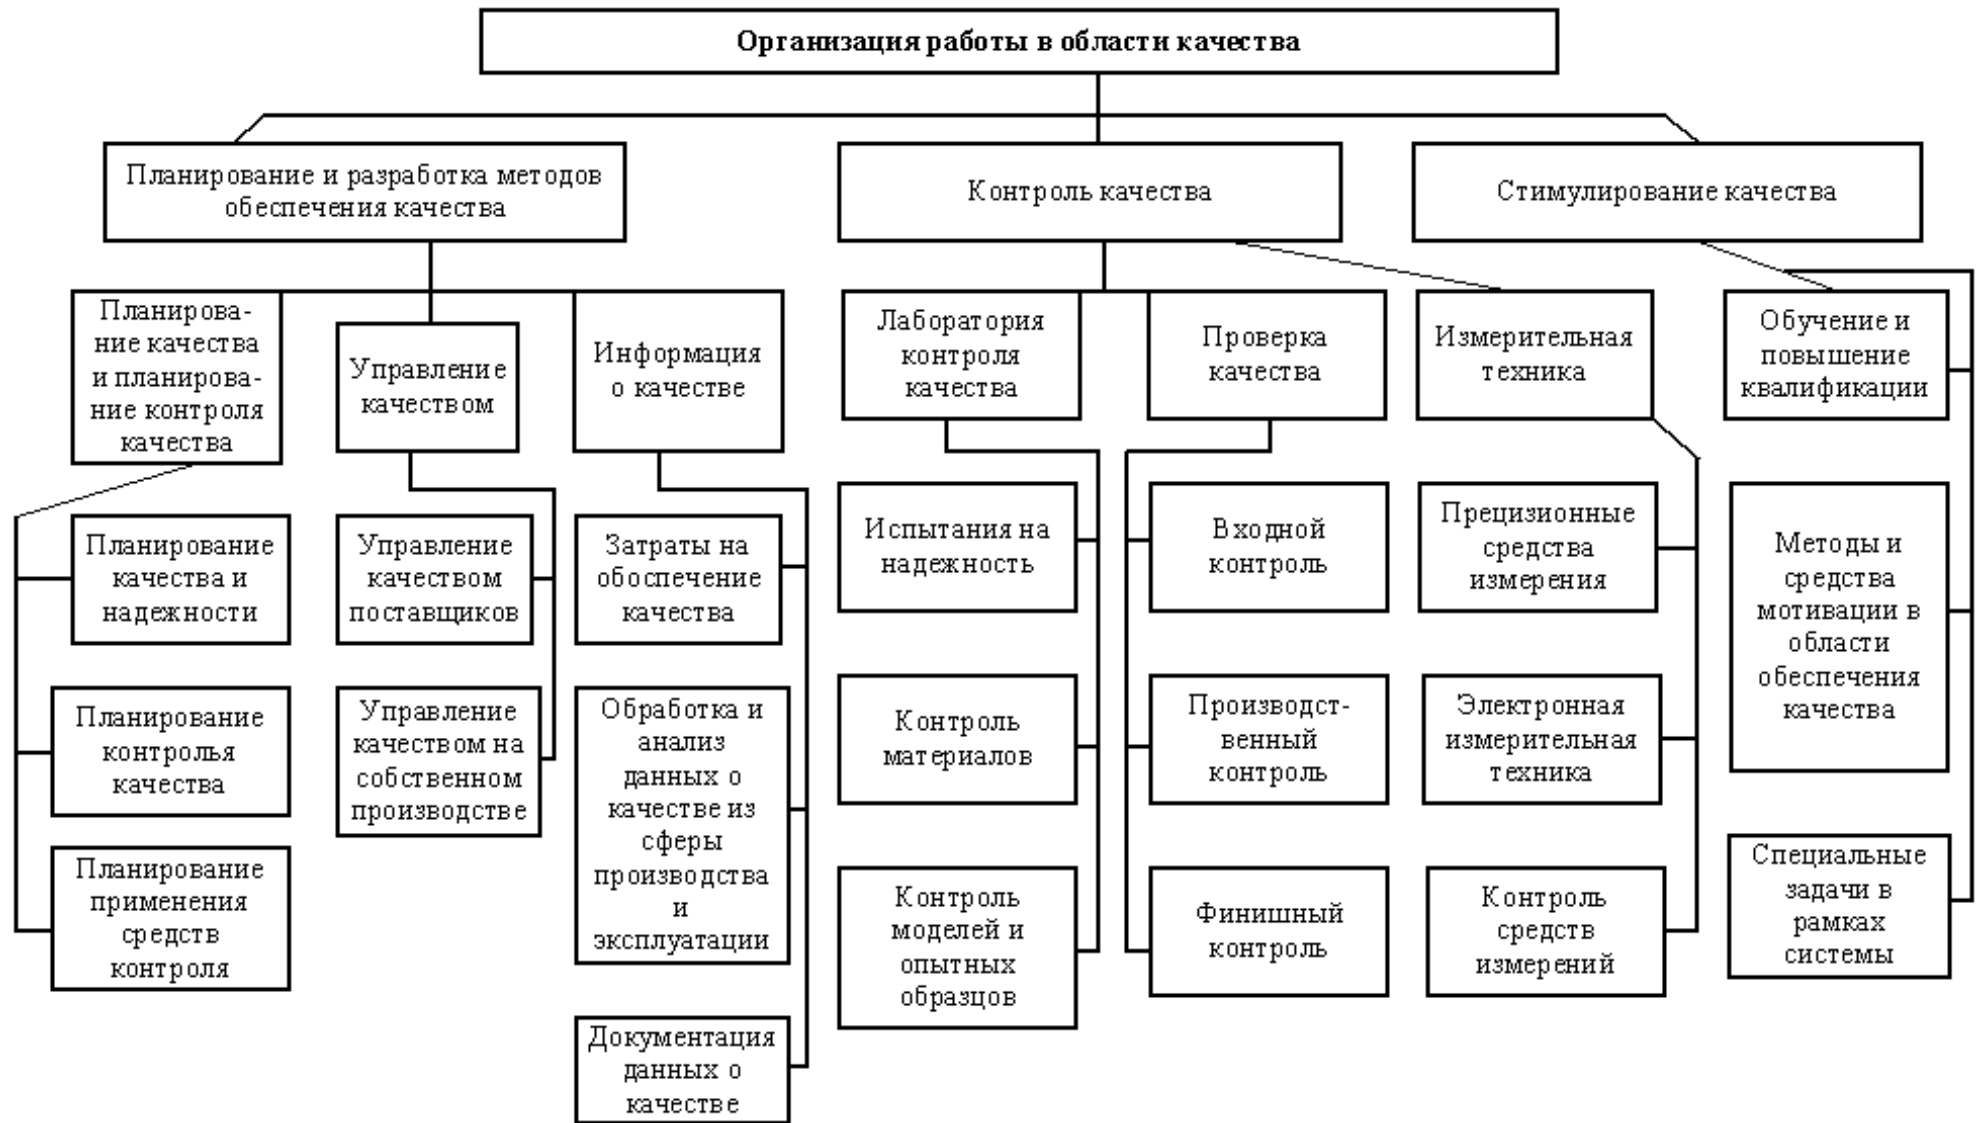 Организация работы в области качества
Планирование и разработка методов
обеспечения качества
Контроль качества
Стимулирование качества
Планирова-
ние качества
и планирова-
ние контроля
качества
Управление
качеством
Информация
о качестве
Лаборатория
контроля
качества
Проверка
качества
Измерительная
техника
Обучение и
повышение
квалификации
Планирование
качества и
надежности
Управление
качеством
поставщиков
Затраты на
обоспечение
качества
Испытания на
надежность
Входной
контроль
Прецизионные
средства
измерения
Методы и
средства
мотивации в
области
обеспечения
качества
Планирование
контролья
качества
Управление
качеством на
собственном
производстве
Обработка и
анализ
данных о
качестве из
сферы
производства
и
эксплуатации
Контроль
материалов
Производст-
венный
контроль
Электронная
измерительная
техника
Планирование
применения
средств
контроля
Контроль
моделей и
опытных
образцов
Финишный
контроль
Контроль
средств
измерений
Специальные
задачи в
рамках
системы
Документация
данных о
качестве